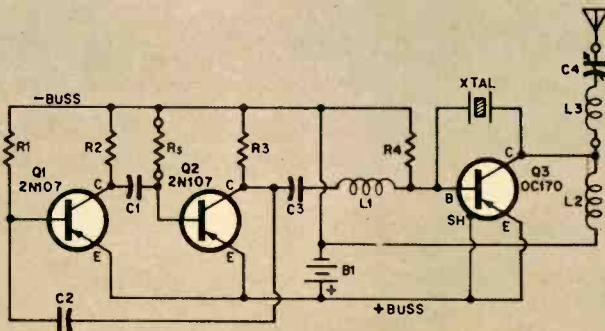 C4
XTAL
-BUSS
L3
R1
R2
Rs
R3
R4
Q1
2N107
Q2
2N107
C
C1
C
C3
L1
B
C
Q3
OC170
L2
SH
E
E
E
B1
+
C2
+BUSS